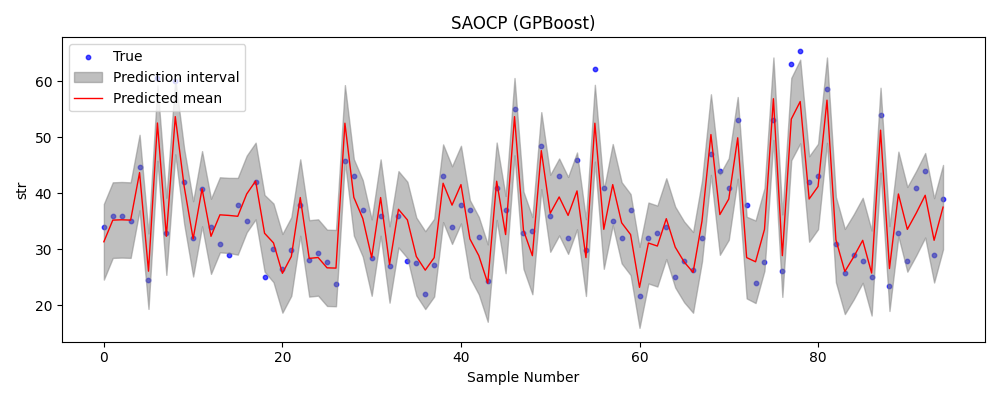 SAOCP (GPBoost)
True
Prediction interval
Predicted mean
str
60
50
40
30
20
0
20
40
60
80
Sample Number